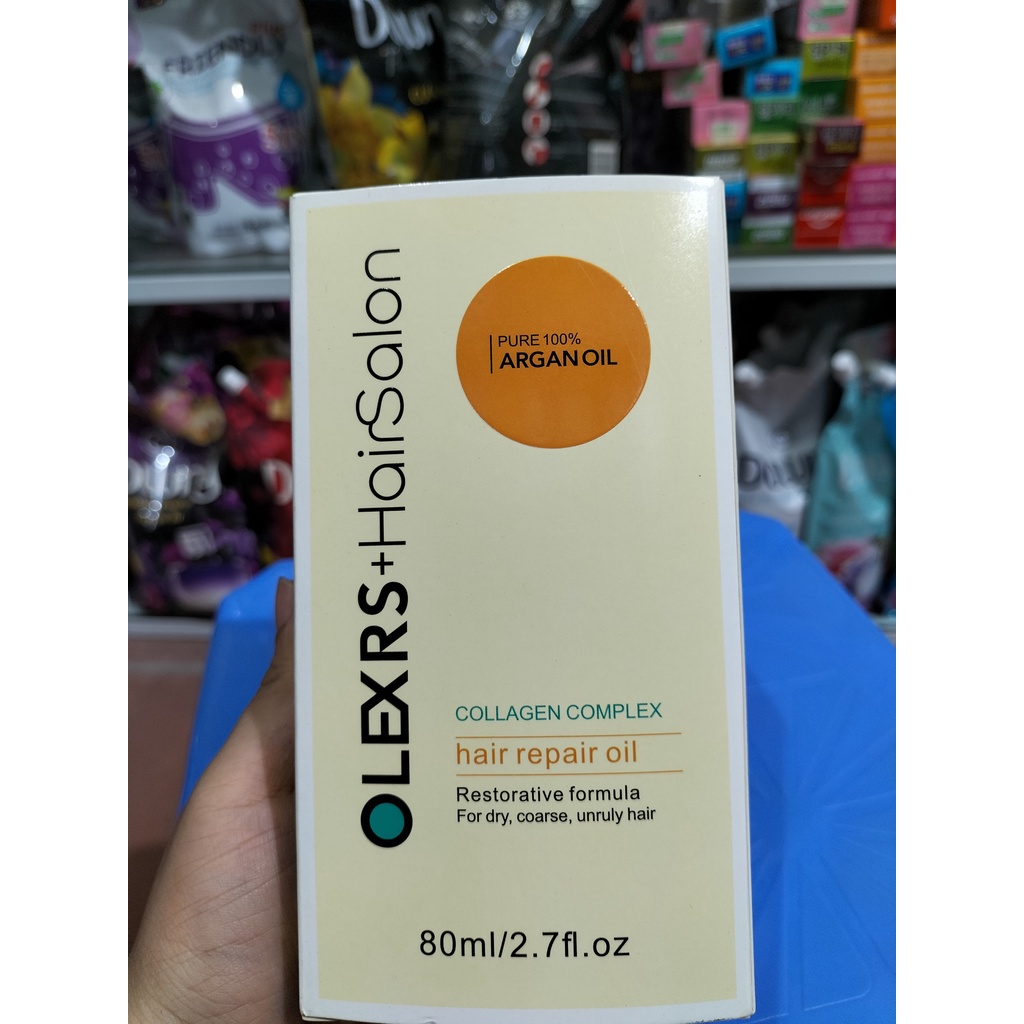 OLEXRS+HairSalon
PURE 100%
ARGAN OIL
COLLAGEN COMPLEX
hair repair oil
Restorative formula
For dry, coarse, unruly hair
80ml/2.7fl.oz